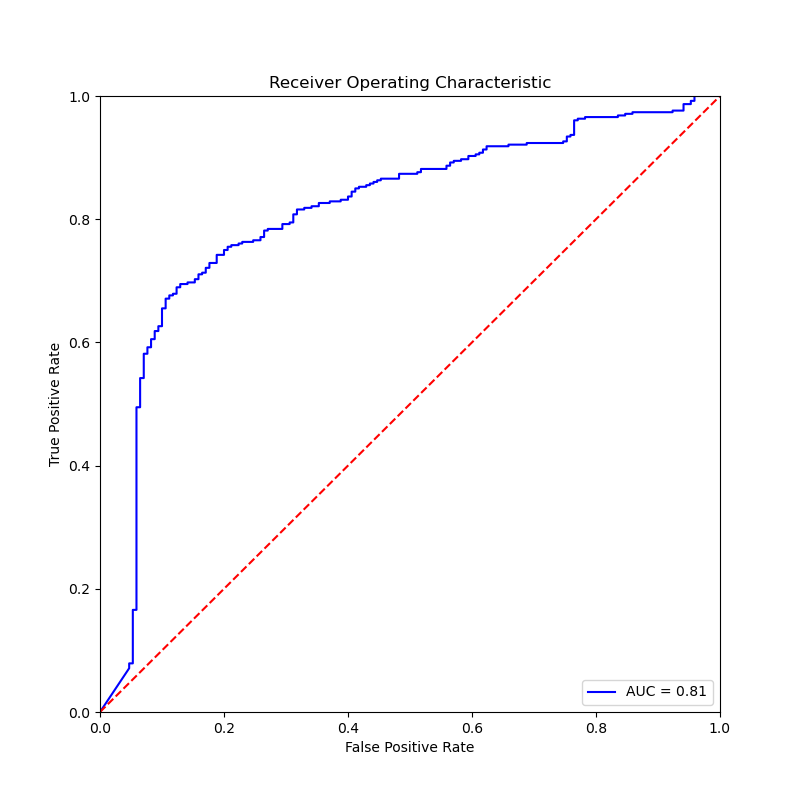 Receiver Operating Characteristic
1.0
0.8
0.6
0.4
0.2
0.0
True Positive Rate
AUC = 0.81
0.0 0.2 0.4 0.6 0.8 1.0
False Positive Rate